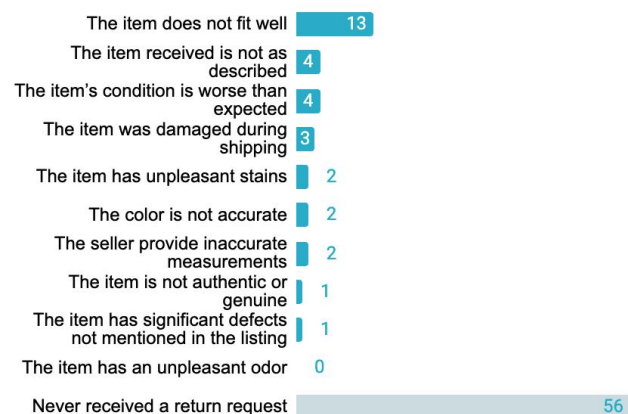 The item does not fit well 13
The item received is not as
described 4
The item's condition is worse than
expected 4
The item was damaged during
shipping 3
The item has unpleasant stains 2
The color is not accurate 2
The seller provide inaccurate
measurements 2
The item is not authentic or
genuine 1
The item has significant defects
not mentioned in the listing 1
The item has an unpleasant odor 0
Never received a return request 56